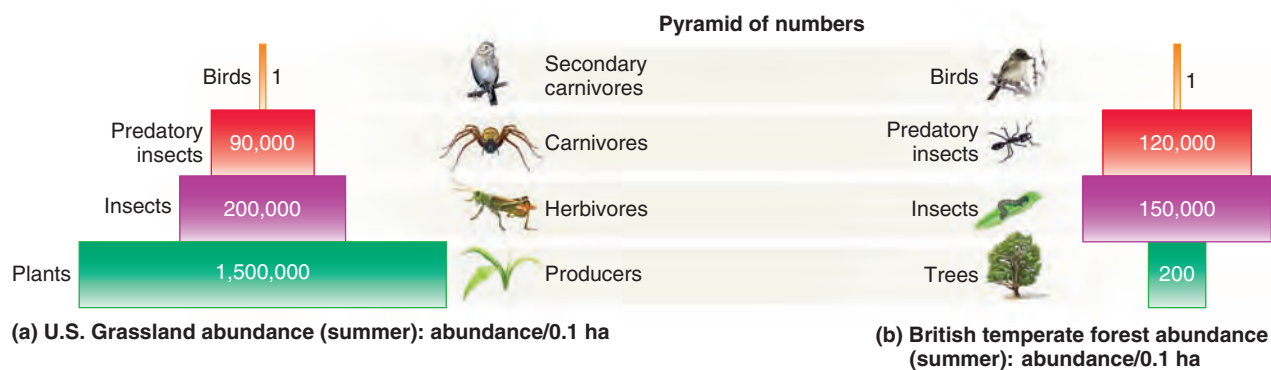 Pyramid of numbers
Birds
1
Secondary
carnivores
Birds
1
Predatory
insects
90,000
Carnivores
Predatory
insects
120,000
Insects
200,000
Herbivores
Insects
150,000
Plants
1,500,000
Producers
Trees
200
(a) U.S. Grassland abundance (summer): abundance/0.1 ha
(b) British temperate forest abundance
(summer): abundance/0.1 ha